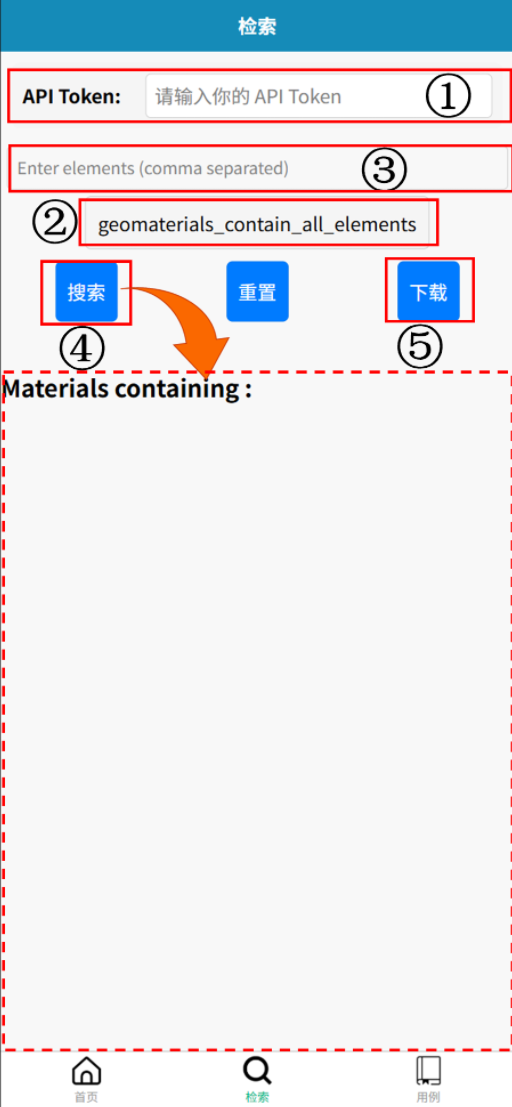 检索
API Token: 请输入你的 API Token ①
Enter elements (comma separated) ③
② geomaterials_contain_all_elements
搜索 重置 下载
④ ⑤
Materials containing :
首页 检索 用例